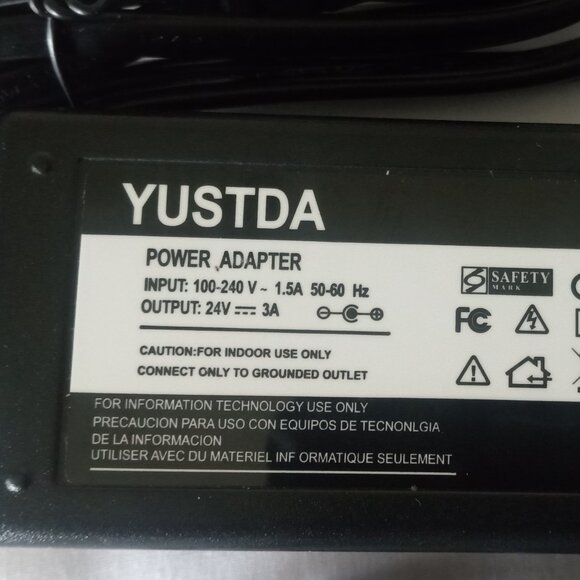 YUSTDA
POWER ADAPTER
INPUT: 100-240 V ~ 1.5A 50-60 Hz
OUTPUT: 24V ⎓ 3A
CAUTION:FOR INDOOR USE ONLY
CONNECT ONLY TO GROUNDED OUTLET
SAFETY
MARK
FC
FOR INFORMATION TECHNOLOGY USE ONLY
PRECAUCION PARA USO CON EQUIPOS DE TECNONLGIA
DE LA INFORMACION
UTILISER AVEC DU MATERIEL INF ORMATIQUE SEULEMENT